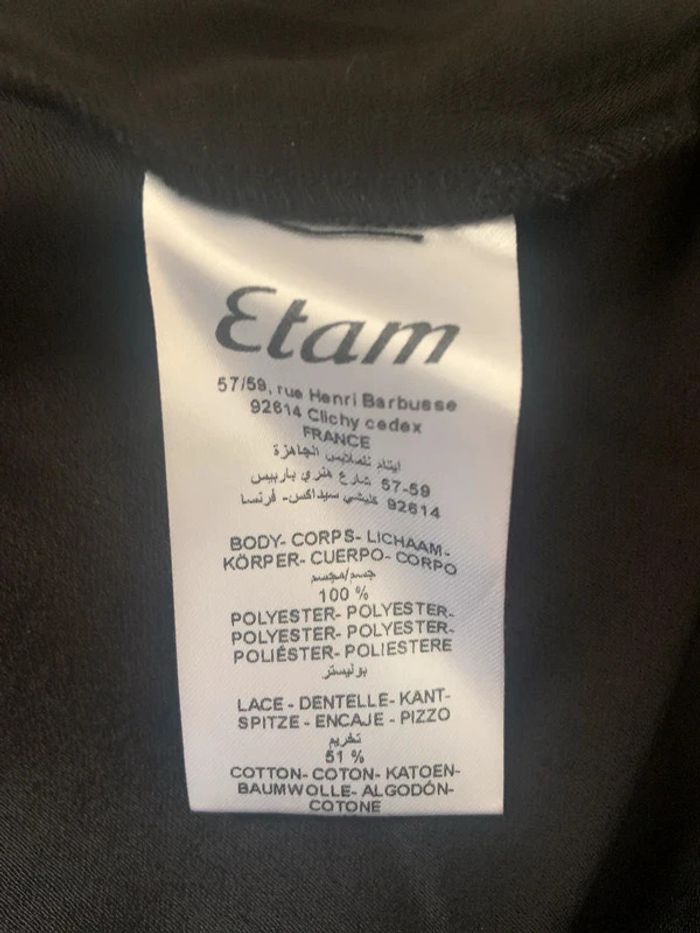 Etam
57/59, rue Henri Barbusse
92614 Clichy cedex
FRANCE
ايتام للملابس الجاهزة
57-59 شارع هنري باربيس
92614 كليشي سيداكس- فرنسا
BODY- CORPS- LICHAAM-
KÖRPER- CUERPO- CORPO
جسم/مجسم
100 %
POLYESTER- POLYESTER-
POLYESTER- POLYESTER-
POLIÉSTER- POLIESTERE
بوليستر
LACE - DENTELLE- KANT-
SPITZE - ENCAJE - PIZZO
تخريم
51 %
COTTON- COTON- KATOEN-
BAUMWOLLE- ALGODÓN-
COTONE